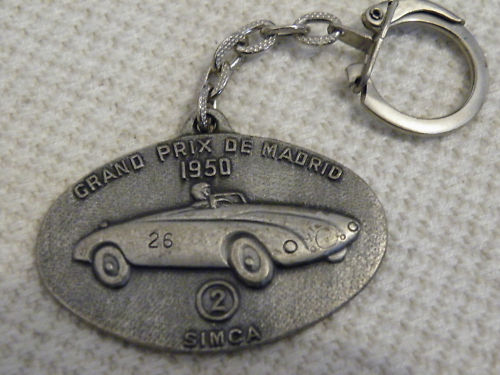 GRAND PRIX DE MADRID
1950
26
2
SIMCA